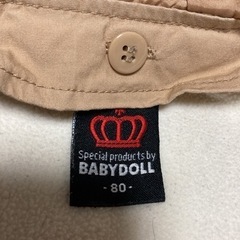 Special products by
BABYDOLL
- 80 -